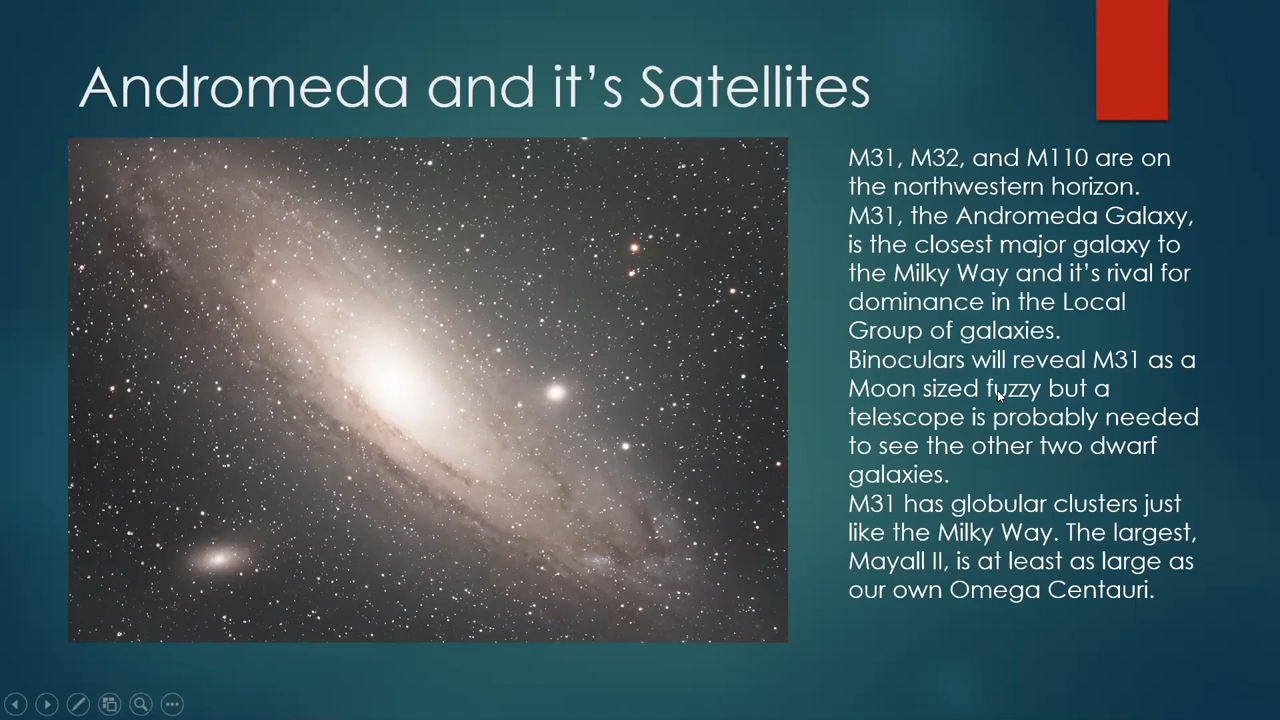 Andromeda and it's Satellites
M31, M32, and M110 are on
the northwestern horizon.
M31, the Andromeda Galaxy,
is the closest major galaxy to
the Milky Way and it's rival for
dominance in the Local
Group of galaxies.
Binoculars will reveal M31 as a
Moon sized fuzzy but a
telescope is probably needed
to see the other two dwarf
galaxies.
M31 has globular clusters just
like the Milky Way. The largest,
Mayall II, is at least as large as
our own Omega Centauri.